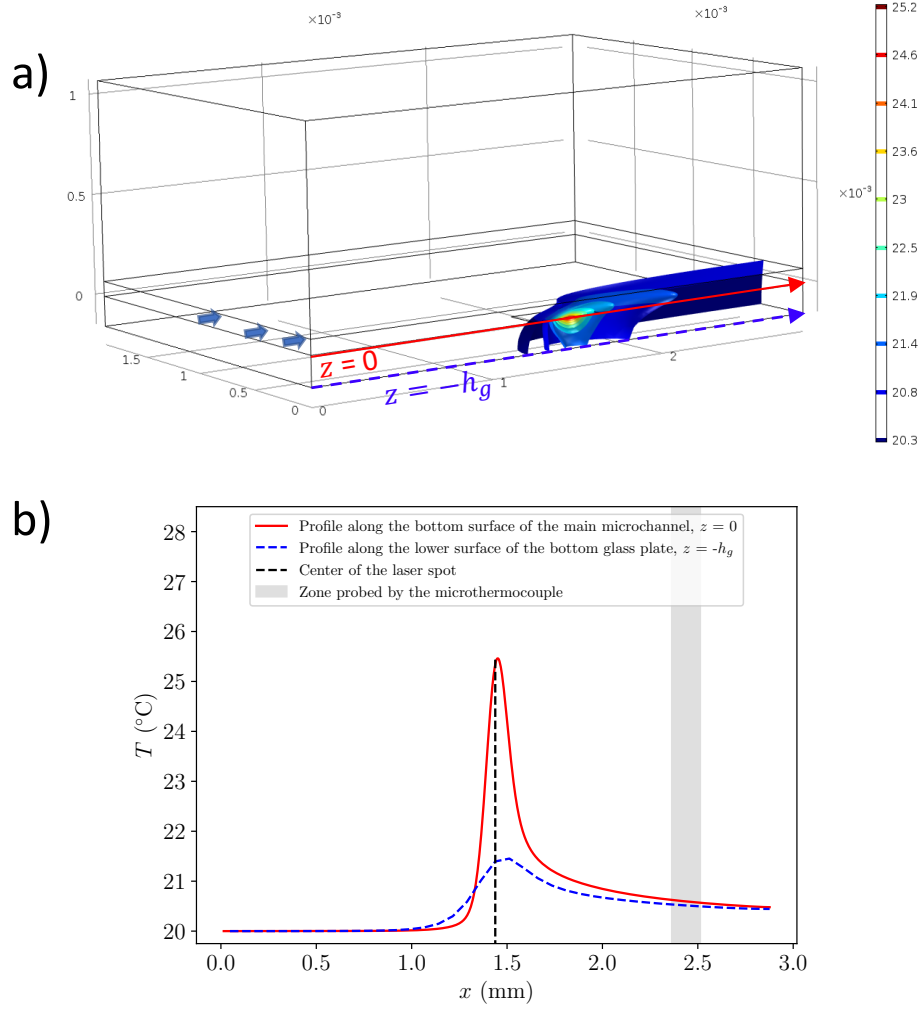 a)
×10⁻³
×10⁻³
25.2
24.6
24.1
23.6
23
22.5
21.9
21.4
20.8
20.3
1
0.5
0
×10⁻³
1.5
1
0.5
0
0
1
2
z = 0
z = −h_g
b)
Profile along the bottom surface of the main microchannel, z = 0
Profile along the lower surface of the bottom glass plate, z = -h_g
Center of the laser spot
Zone probed by the microthermocouple
28
27
26
25
24
23
22
21
20
T (°C)
0.0 0.5 1.0 1.5 2.0 2.5 3.0
x (mm)